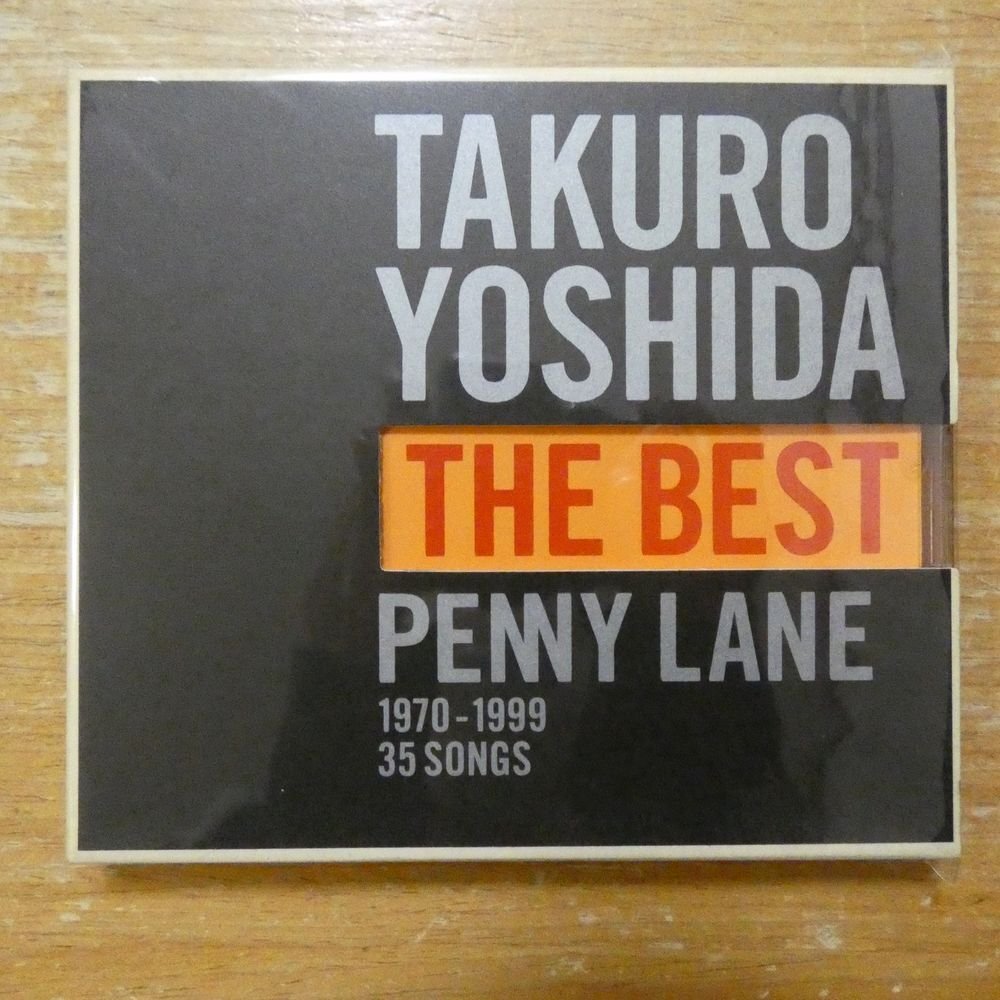 TAKURO
YOSHIDA
THE BEST
PENNY LANE
1970-1999
35 SONGS